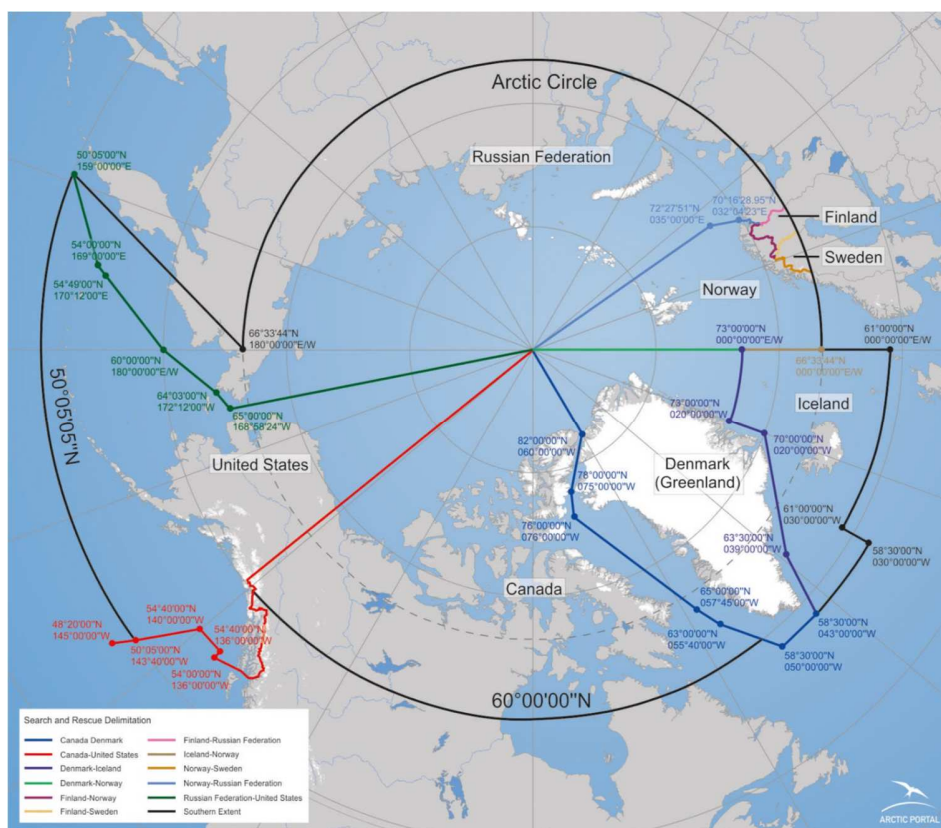 Arctic Circle
Russian Federation
50°05'00"N
159°00'00"E
70°16'28.95"N
032°04'23"E
72°27'51"N
035°00'00"E
Finland
54°00'00"N
169°00'00"E
Sweden
54°49'00"N
170°12'00"E
Norway
66°33'44"N
180°00'00"E/W
73°00'00"N
000°00'00"E/W
61°00'00"N
000°00'00"E/W
60°00'00"N
180°00'00"E/W
66°33'44"N
000°00'00"E/W
64°03'00"N
172°12'00"W
65°00'00"N
168°58'24"W
73°00'00"N
020°00'00"W
Iceland
50°05'05"N
82°00'00"N
060°00'00"W
70°00'00"N
020°00'00"W
United States
Denmark
(Greenland)
78°00'00"N
075°00'00"W
76°00'00"N
076°00'00"W
61°00'00"N
030°00'00"W
63°30'00"N
039°00'00"W
58°30'00"N
030°00'00"W
Canada
65°00'00"N
057°45'00"W
54°40'00"N
140°00'00"W
48°20'00"N
145°00'00"W
54°40'00"N
136°00'00"W
63°00'00"N
055°40'00"W
58°30'00"N
043°00'00"W
50°05'00"N
143°40'00"W
58°30'00"N
050°00'00"W
54°00'00"N
136°00'00"W
60°00'00"N
Search and Rescue Delimitation
Canada Denmark
Canada-United States
Denmark-Iceland
Denmark-Norway
Finland-Norway
Finland-Sweden
Finland-Russian Federation
Iceland-Norway
Norway-Sweden
Norway-Russian Federation
Russian Federation-United States
Southern Extent
ARCTIC PORTAL